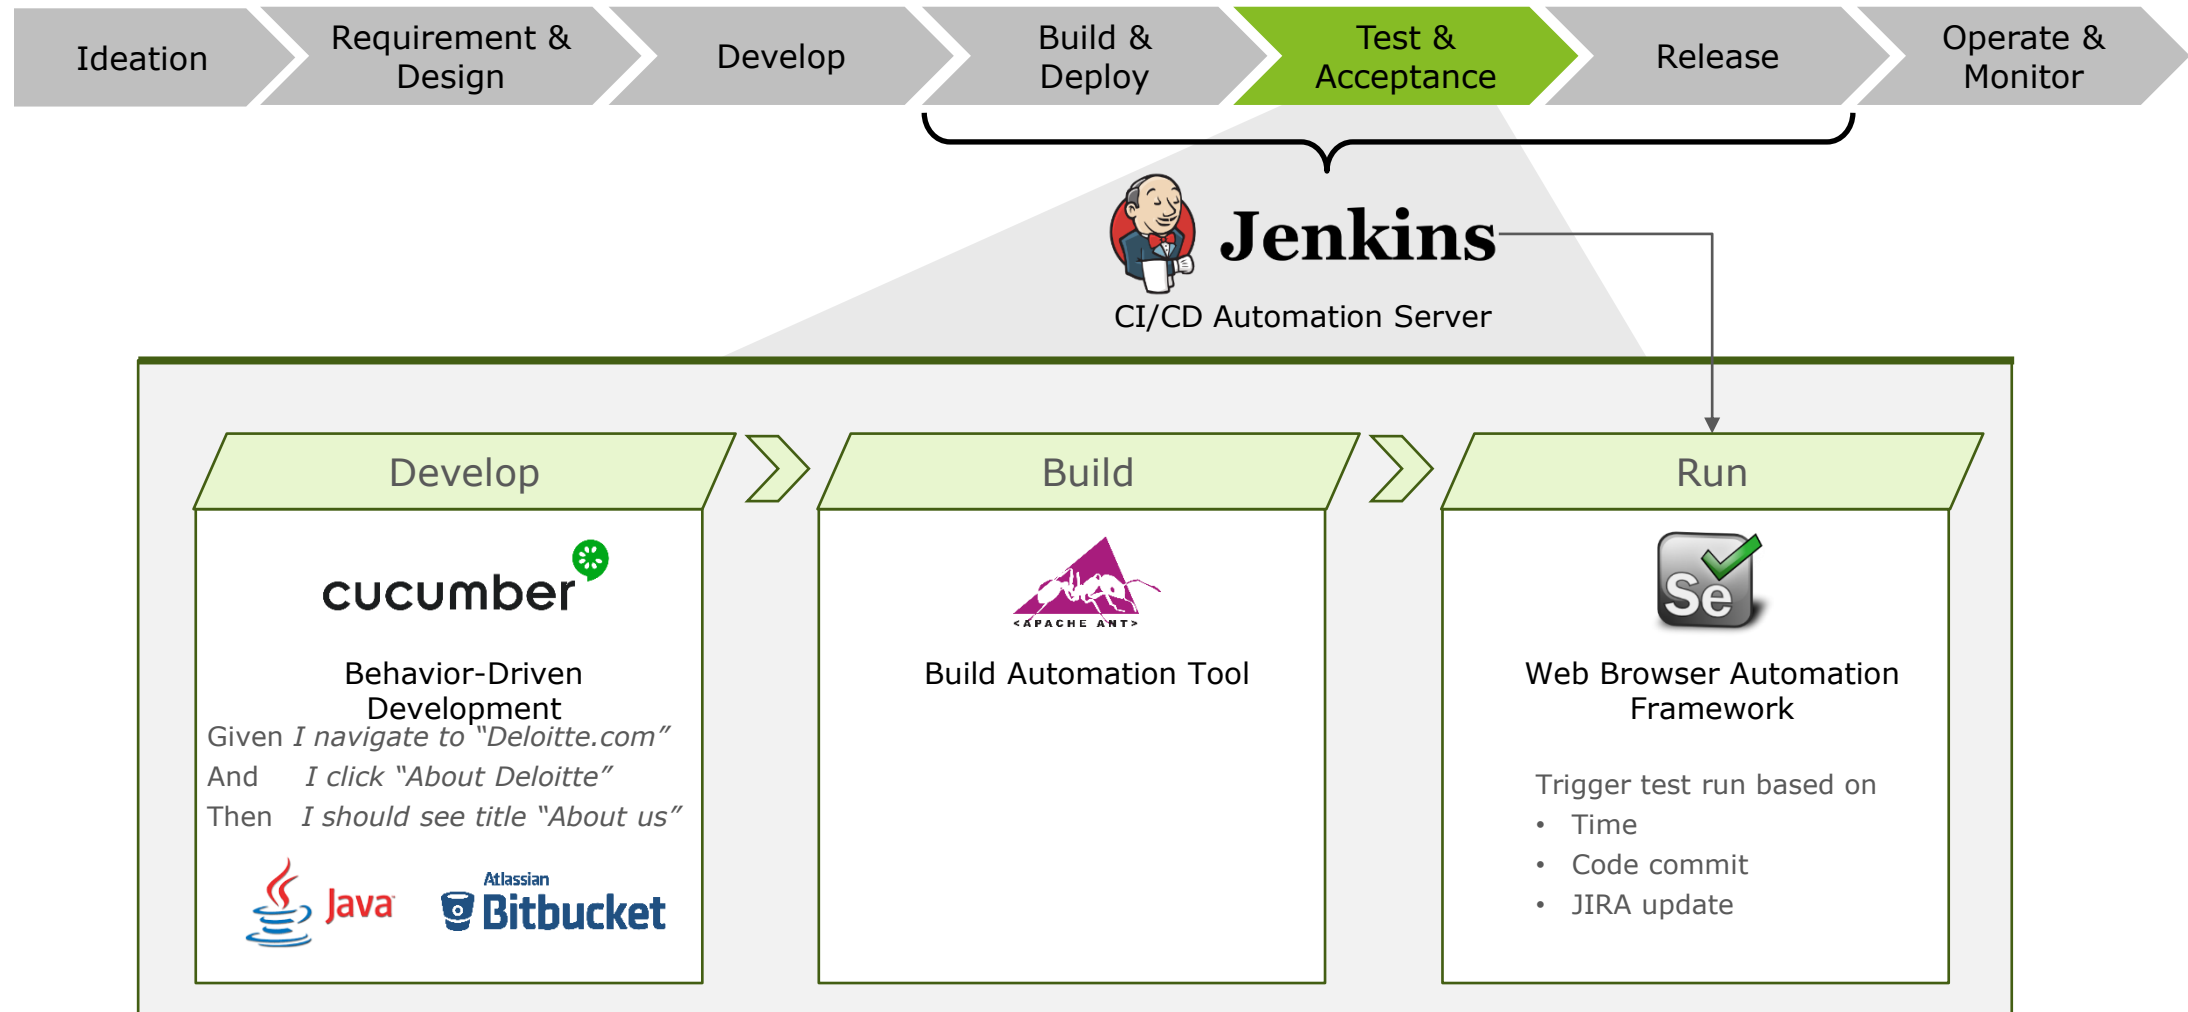 Ideation
Requirement &
Design
Develop
Build &
Deploy
Test &
Acceptance
Release
Operate &
Monitor
Jenkins
CI/CD Automation Server
Develop
Build
Run
cucumber
Behavior-Driven
Development
Given I navigate to “Deloitte.com”
And I click “About Deloitte”
Then I should see title “About us”
Java
Atlassian
Bitbucket
<APACHE ANT>
Build Automation Tool
Se
Web Browser Automation
Framework
Trigger test run based on
• Time
• Code commit
• JIRA update